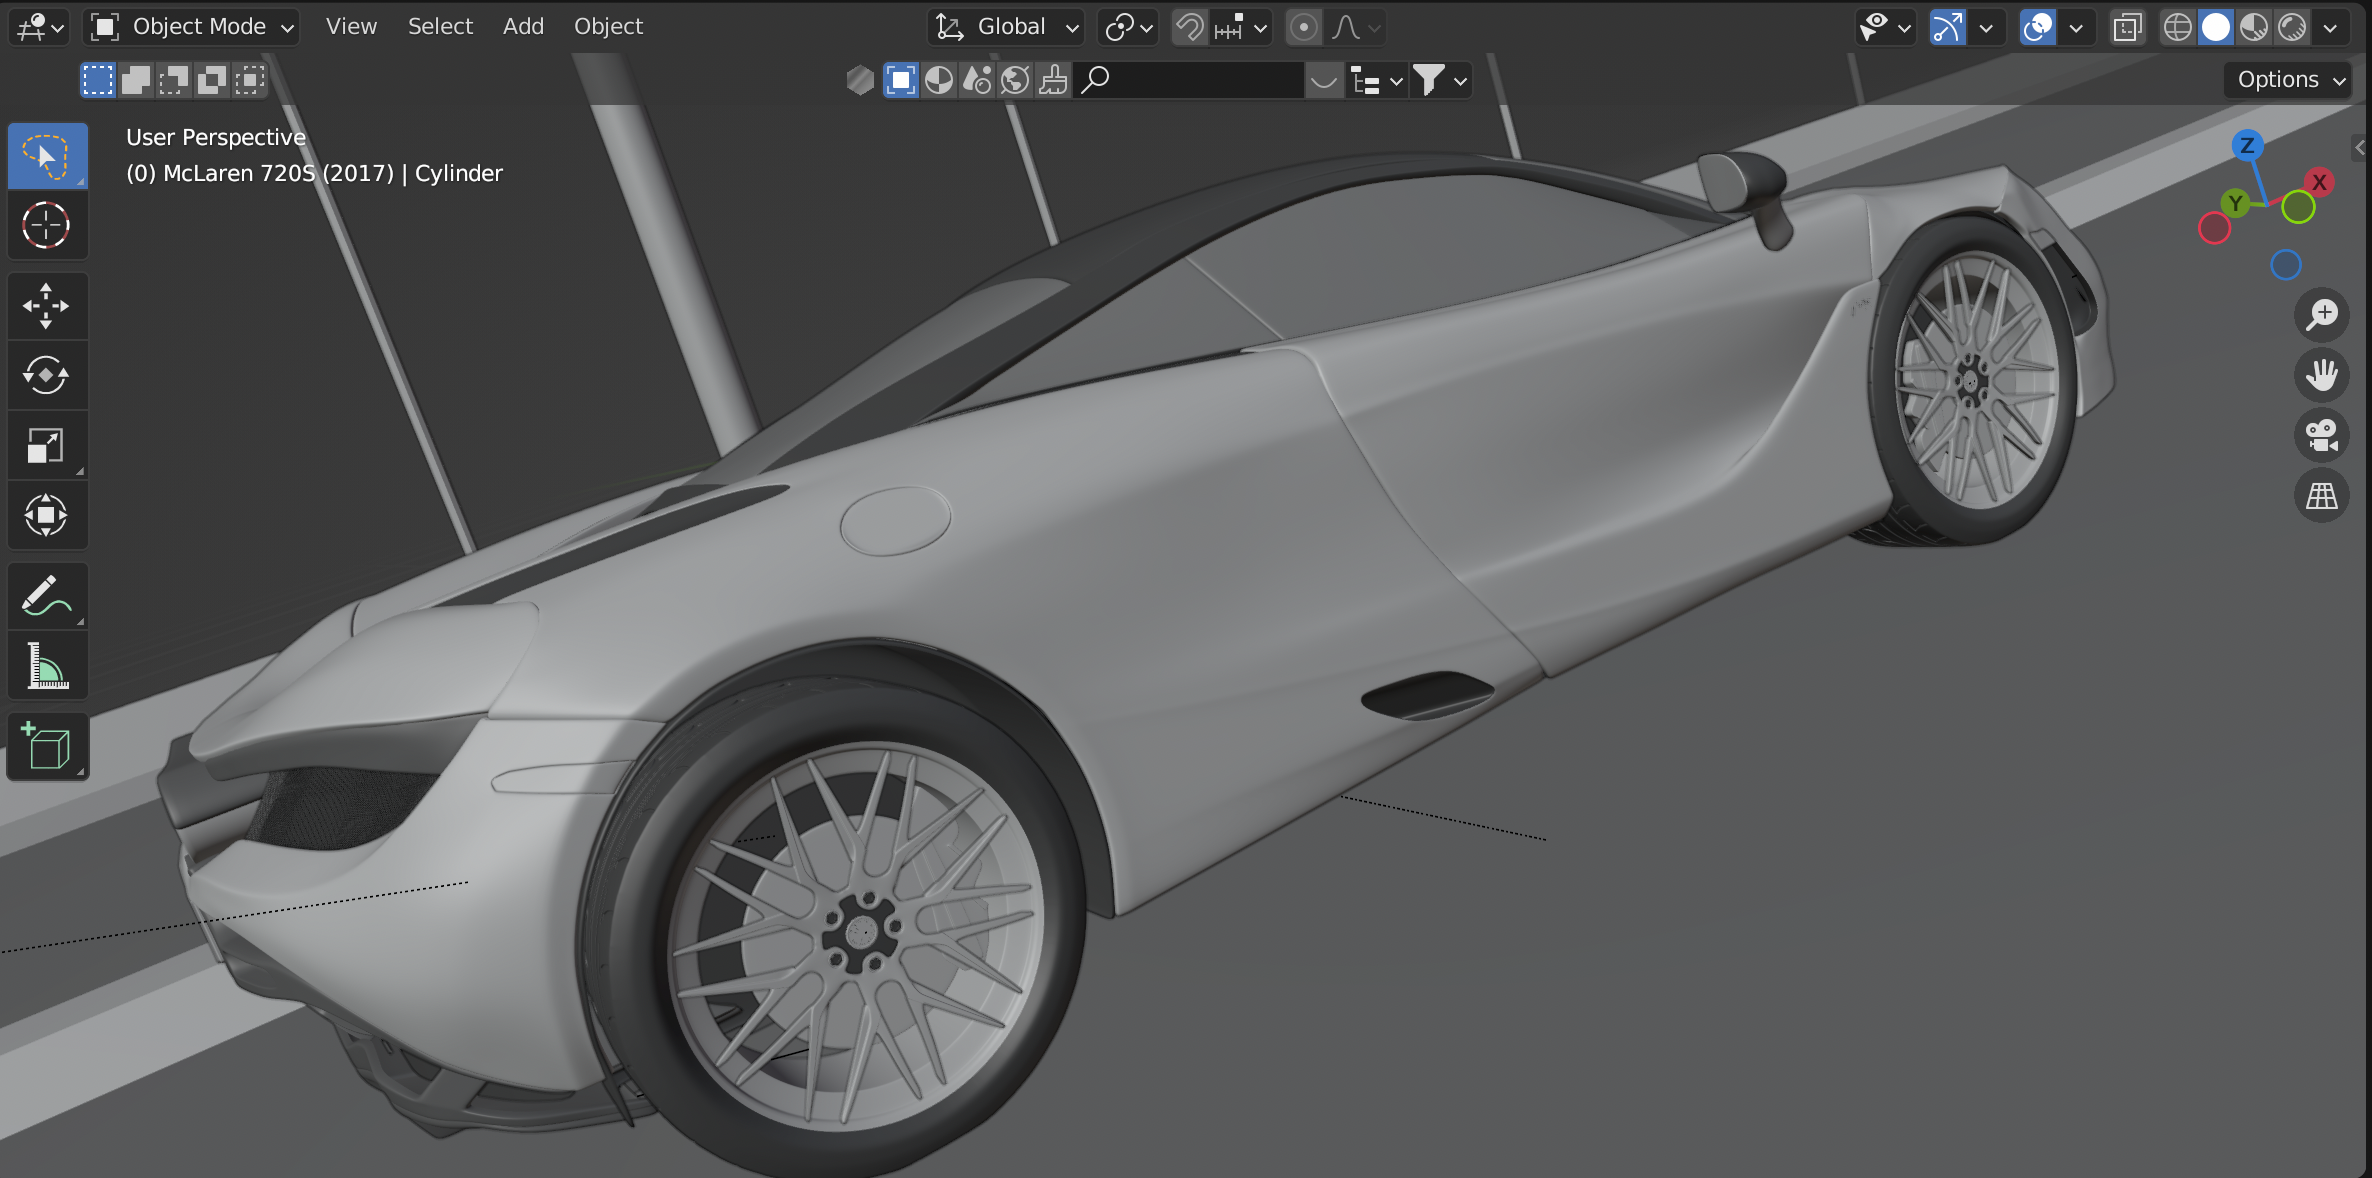 Object Mode View Select Add Object Global
Options
User Perspective
(0) McLaren 720S (2017) | Cylinder
Z
X
Y